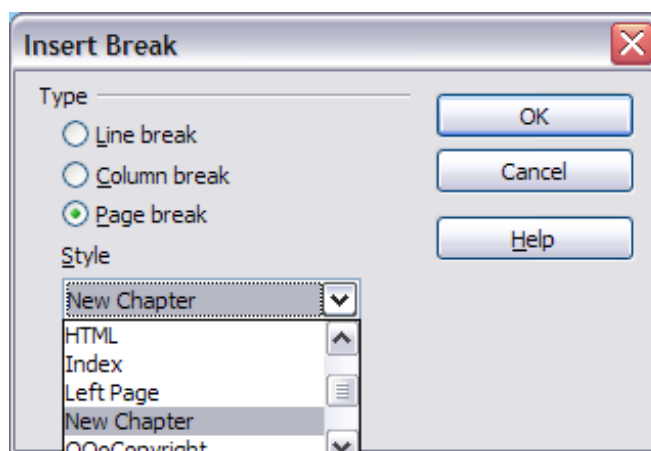 Insert Break
Type
Line break
Column break
Page break
Style
New Chapter
HTML
Index
Left Page
New Chapter
OOoCopyright
OK
Cancel
Help